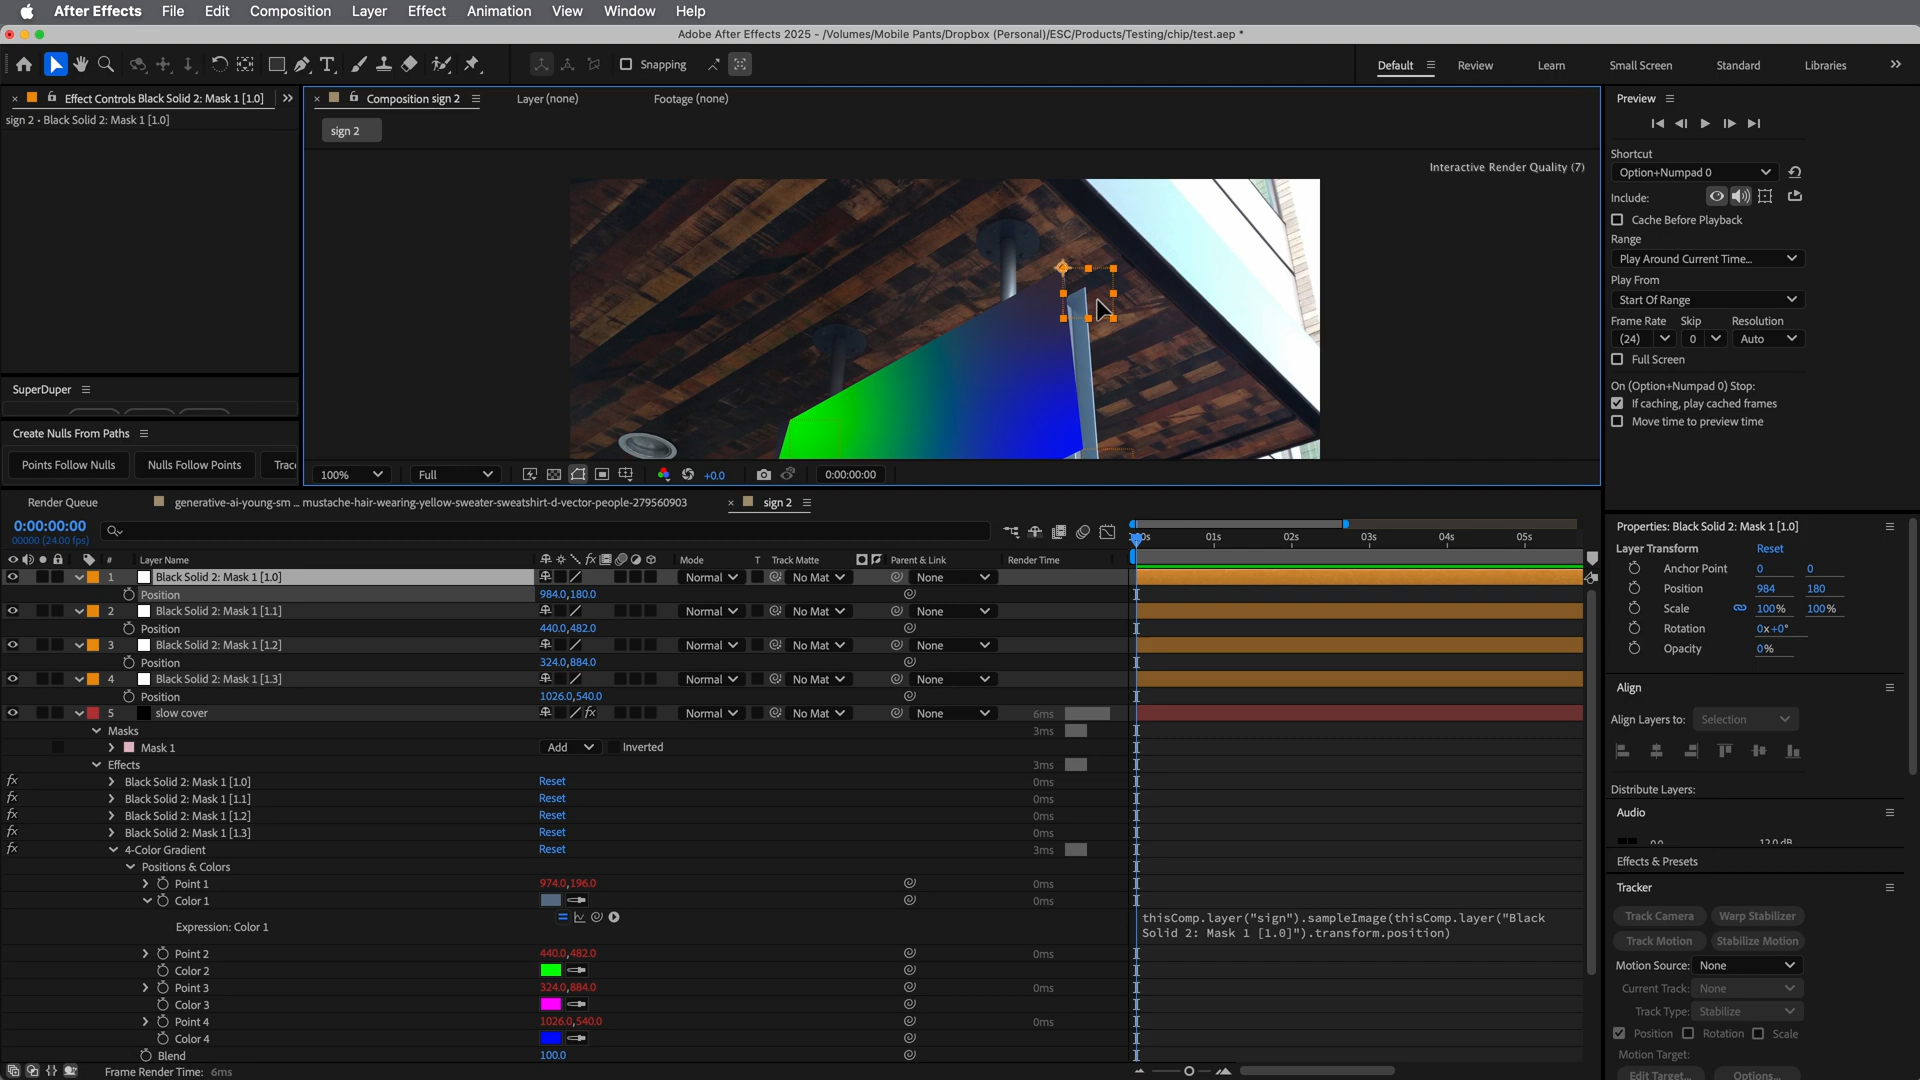 After Effects File Edit Composition Layer Effect Animation View Window Help
Adobe After Effects 2025 - /Volumes/Mobile Pants/Dropbox (Personal)/ESC/Products/Testing/chip/test.aep *
Snapping
Default Review Learn Small Screen Standard Libraries
Effect Controls Black Solid 2: Mask 1 [1.0]
sign 2 • Black Solid 2: Mask 1 [1.0]
SuperDuper
Create Nulls From Paths
Points Follow Nulls Nulls Follow Points Trac
Composition sign 2 Layer (none) Footage (none)
sign 2
Interactive Render Quality (7)
100% Full +0.0 0:00:00:00
Preview
Shortcut
Option+Numpad 0
Include:
Cache Before Playback
Range
Play Around Current Time...
Play From
Start Of Range
Frame Rate Skip Resolution
(24) 0 Auto
Full Screen
On (Option+Numpad 0) Stop:
If caching, play cached frames
Move time to preview time
Render Queue generative-ai-young-sm ... mustache-hair-wearing-yellow-sweater-sweatshirt-d-vector-people-279560903 sign 2
0:00:00:00
00000 (24.00 fps)
01s 02s 03s 04s 05s
# Layer Name fx Mode T Track Matte Parent & Link Render Time
1 Black Solid 2: Mask 1 [1.0] Normal No Mat None
Position 984.0,180.0
2 Black Solid 2: Mask 1 [1.1] Normal No Mat None
Position 440.0,482.0
3 Black Solid 2: Mask 1 [1.2] Normal No Mat None
Position 324.0,884.0
4 Black Solid 2: Mask 1 [1.3] Normal No Mat None
Position 1026.0,540.0
5 slow cover fx Normal No Mat None 6ms
Masks 3ms
Mask 1 Add Inverted
Effects 3ms
fx Black Solid 2: Mask 1 [1.0] Reset 0ms
fx Black Solid 2: Mask 1 [1.1] Reset 0ms
fx Black Solid 2: Mask 1 [1.2] Reset 0ms
fx Black Solid 2: Mask 1 [1.3] Reset 0ms
fx 4-Color Gradient Reset 3ms
Positions & Colors
Point 1 974.0,196.0 0ms
Color 1 0ms
Expression: Color 1
thisComp.layer("sign").sampleImage(thisComp.layer("Black
Solid 2: Mask 1 [1.0]").transform.position)
Point 2 440.0,482.0 0ms
Color 2
Point 3 324.0,884.0 0ms
Color 3
Point 4 1026.0,540.0 0ms
Color 4
Blend 100.0
Frame Render Time: 6ms
Properties: Black Solid 2: Mask 1 [1.0]
Layer Transform Reset
Anchor Point 0 0
Position 984 180
Scale 100% 100%
Rotation 0x+0°
Opacity 0%
Align
Align Layers to: Selection
Distribute Layers:
Audio
Effects & Presets
Tracker
Track Camera Warp Stabilizer
Track Motion Stabilize Motion
Motion Source: None
Current Track: None
Track Type: Stabilize
Position Rotation Scale
Motion Target:
Edit Target... Options...